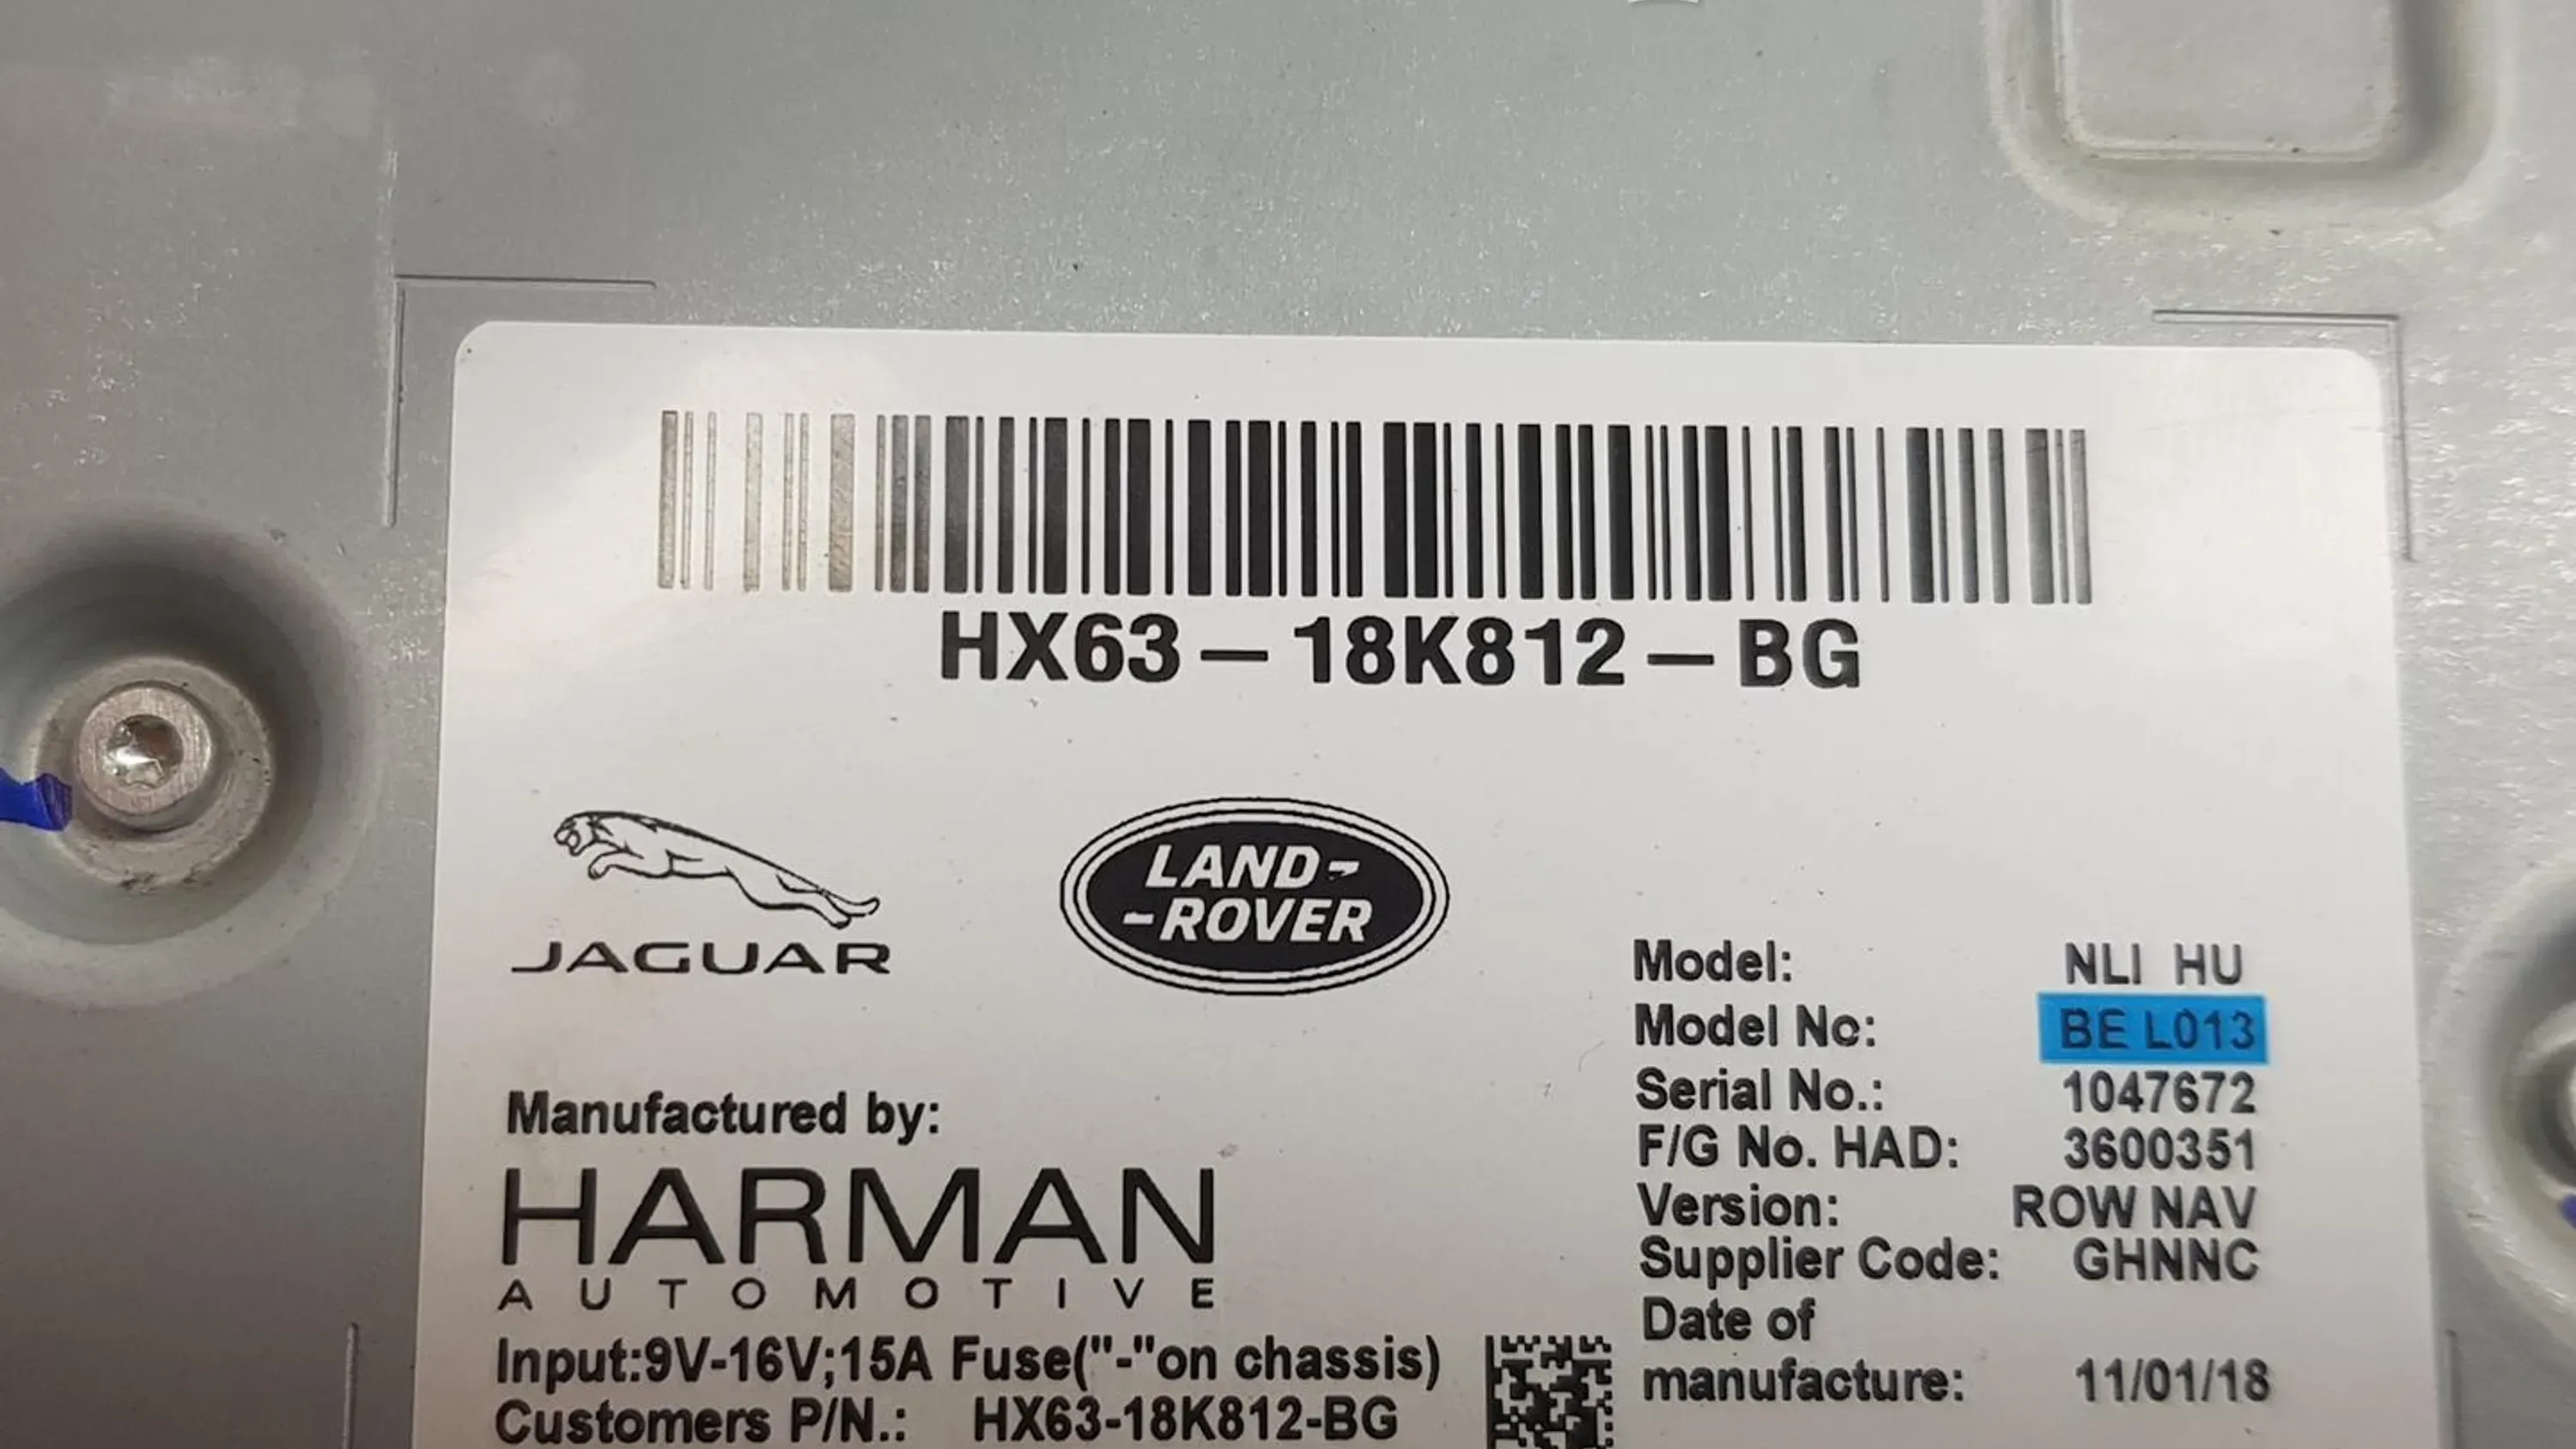 HX63-18K812-BG
LAND-
-ROVER
JAGUAR
Manufactured by:
HARMAN
AUTOMOTIVE
Input:9V-16V;15A Fuse("-"on chassis)
Customers P/N.: HX63-18K812-BG
Model: NLI HU
Model No: BE L013
Serial No.: 1047672
F/G No. HAD: 3600351
Version: ROW NAV
Supplier Code: GHNNC
Date of
manufacture: 11/01/18